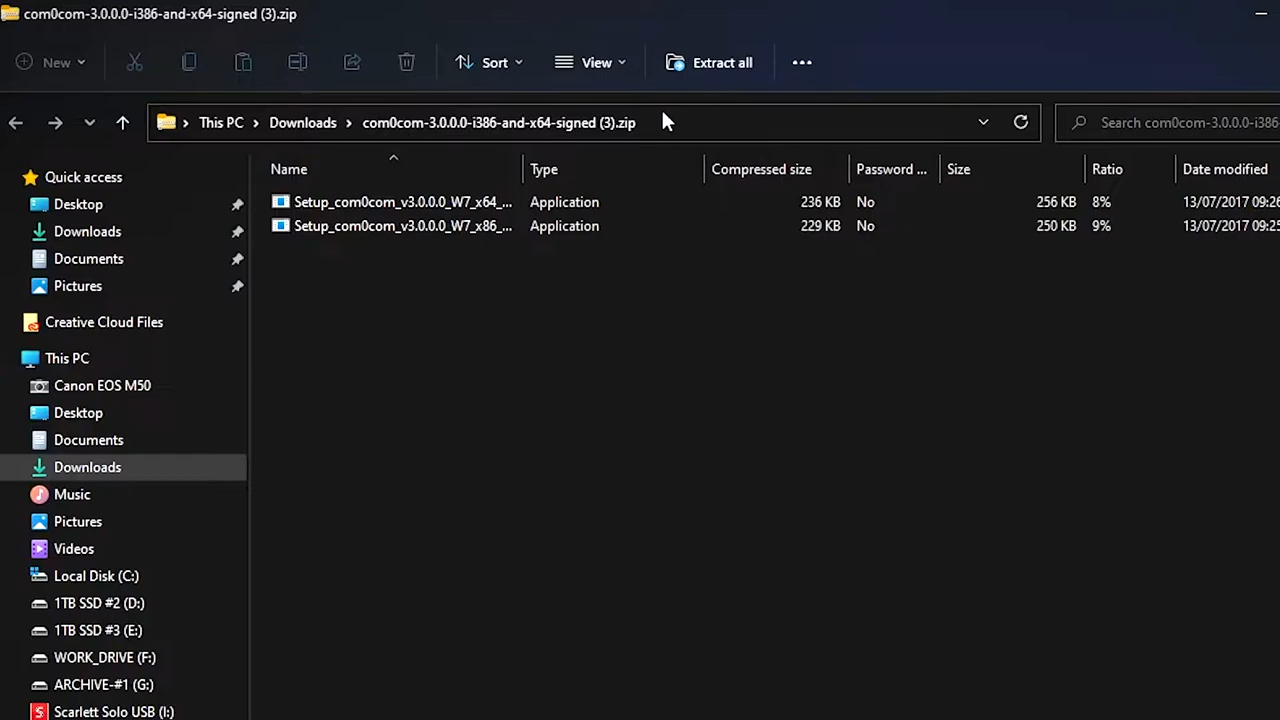 com0com-3.0.0.0-i386-and-x64-signed (3).zip
New Sort View Extract all
This PC Downloads com0com-3.0.0.0-i386-and-x64-signed (3).zip Search com0com-3.0.0.0-i386
Name Type Compressed size Password ... Size Ratio Date modified
Setup_com0com_v3.0.0.0_W7_x64_... Application 236 KB No 256 KB 8% 13/07/2017 09:26
Setup_com0com_v3.0.0.0_W7_x86_... Application 229 KB No 250 KB 9% 13/07/2017 09:25
Quick access
Desktop
Downloads
Documents
Pictures
Creative Cloud Files
This PC
Canon EOS M50
Desktop
Documents
Downloads
Music
Pictures
Videos
Local Disk (C:)
1TB SSD #2 (D:)
1TB SSD #3 (E:)
WORK_DRIVE (F:)
ARCHIVE-#1 (G:)
Scarlett Solo USB (I:)